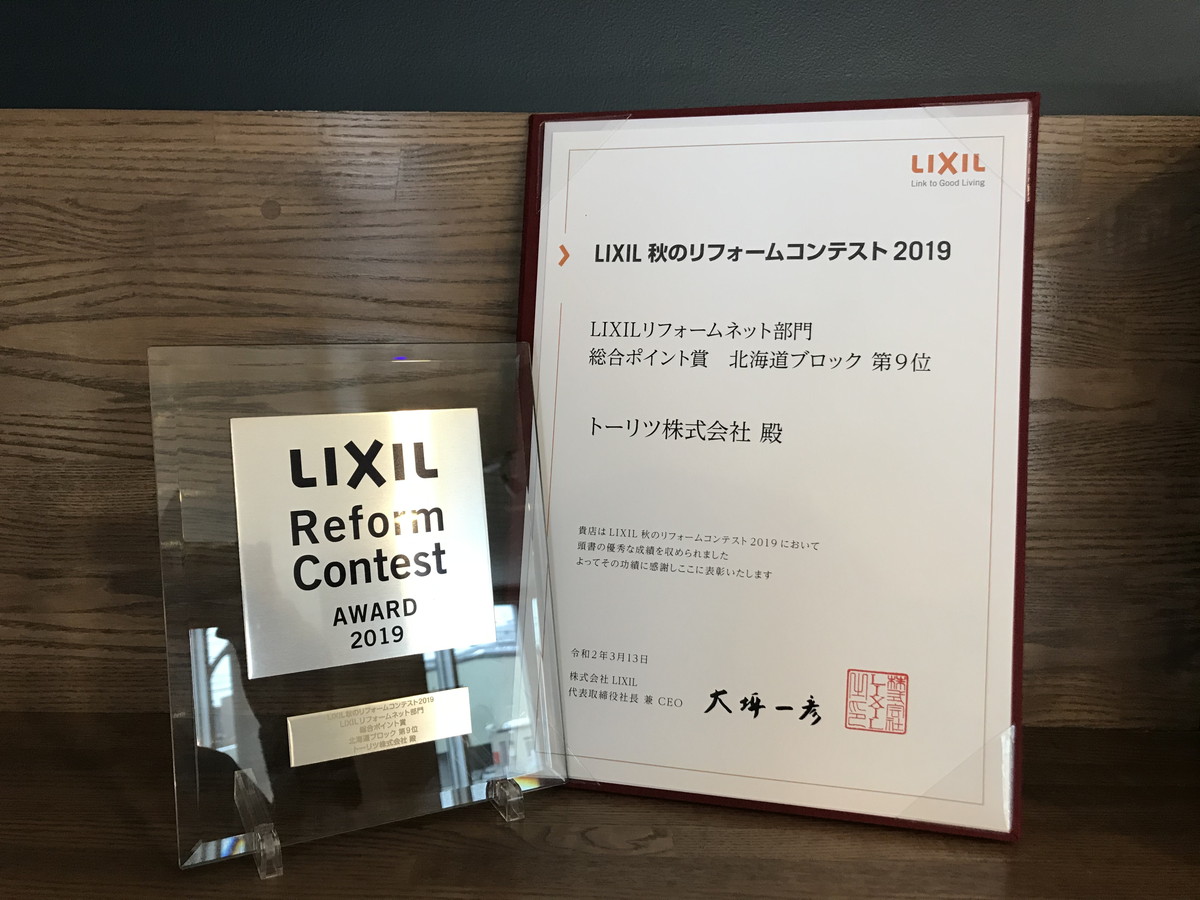 LIXIL
Reform
Contest
AWARD
2019
LIXIL秋のリフォームコンテスト2019
LIXILリフォームネット部門
総合ポイント賞
北海道ブロック 第9位
トーリツ株式会社 殿
LIXIL
Link to Good Living
LIXIL 秋のリフォームコンテスト 2019
LIXILリフォームネット部門
総合ポイント賞 北海道ブロック 第9位
トーリツ株式会社 殿
貴店は LIXIL 秋のリフォームコンテスト 2019 において
頭書の優秀な成績を収められました
よってその功績に感謝しここに表彰いたします
令和2年3月13日
株式会社 LIXIL
代表取締役社長 兼 CEO 大坪一彦